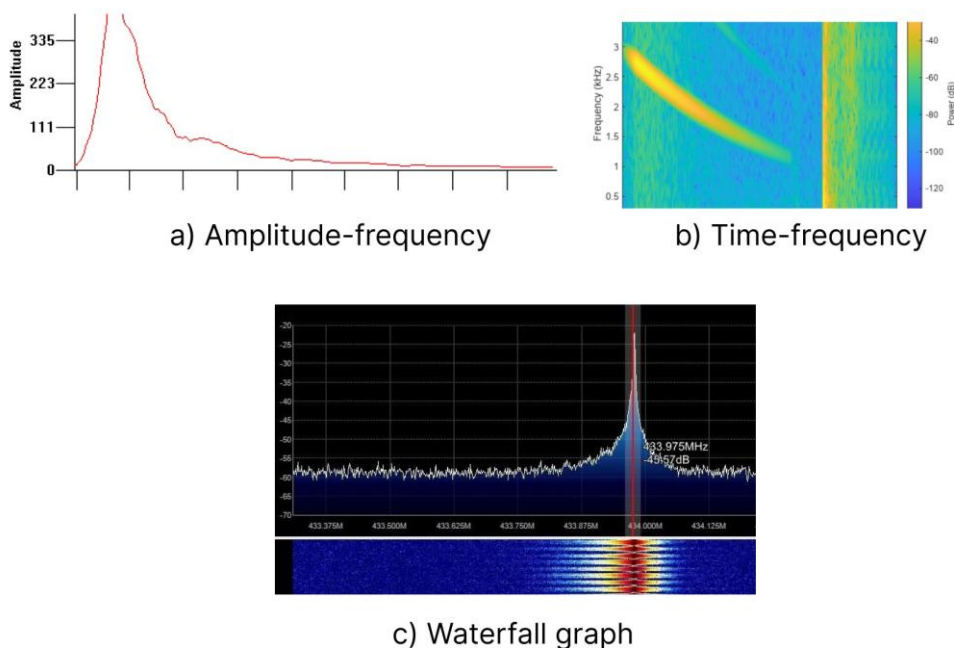 Amplitude
335
223
111
0
a) Amplitude-frequency
Frequency (kHz)
3
2.5
2
1.5
1
0.5
-40
-60
-80
-100
-120
Power (dB)
b) Time-frequency
-20
-25
-30
-35
-40
-45
-50
-55
-60
-65
-70
433.975MHz
-45.57dB
433.375M 433.500M 433.625M 433.750M 433.875M 434.000M 434.125M
c) Waterfall graph